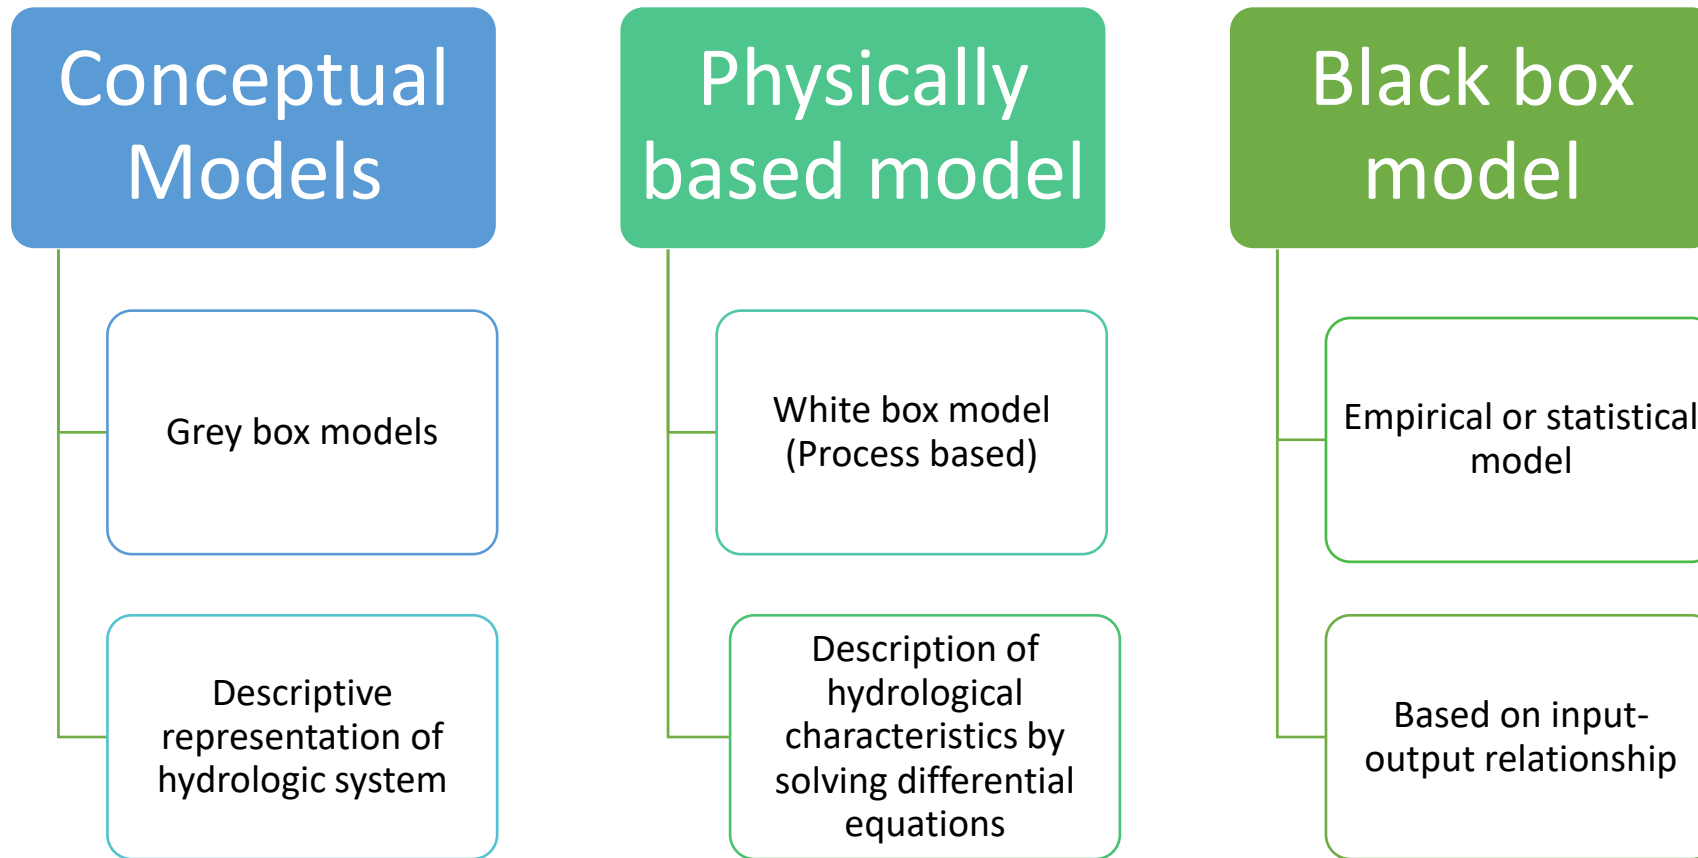 Conceptual
Models
Grey box models
Descriptive
representation of
hydrologic system
Physically
based model
White box model
(Process based)
Description of
hydrological
characteristics by
solving differential
equations
Black box
model
Empirical or statistical
model
Based on input-
output relationship